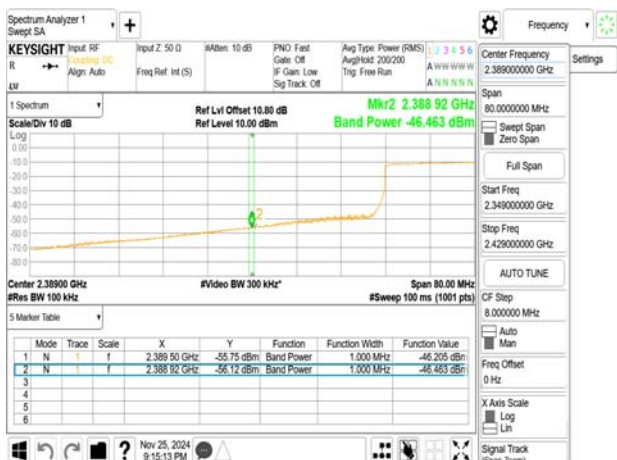 Spectrum Analyzer 1
Swept SA
Frequency
KEYSIGHT
R
Input: RF
Coupling: DC
Align: Auto
Input Z: 50 Ω
Freq Ref: Int (S)
#Atten: 10 dB
PNO: Fast
Gate: Off
IF Gain: Low
Sig Track: Off
Avg Type: Power (RMS)
Avg|Hold: 200/200
Trig: Free Run
1 2 3 4 5 6
A W W W W W
A N N N N N
Center Frequency
2.389000000 GHz
Settings
Span
80.0000000 MHz
Swept Span
Zero Span
Full Span
Start Freq
2.349000000 GHz
Stop Freq
2.429000000 GHz
AUTO TUNE
CF Step
8.000000 MHz
Auto
Man
Freq Offset
0 Hz
X Axis Scale
Log
Lin
Signal Track
1 Spectrum
Scale/Div 10 dB
Ref Lvl Offset 10.80 dB
Ref Level 10.00 dBm
Mkr2 2.388 92 GHz
Band Power -46.463 dBm
Log
0.00
-10.0
-20.0
-30.0
-40.0
-50.0
-60.0
-70.0
-80.0
2
Center 2.38900 GHz
#Video BW 300 kHz*
Span 80.00 MHz
#Res BW 100 kHz
#Sweep 100 ms (1001 pts)
5 Marker Table
Mode Trace Scale X Y Function Function Width Function Value
1 N 1 f 2.389 50 GHz -55.75 dBm Band Power 1.000 MHz -46.205 dBm
2 N 1 f 2.388 92 GHz -56.12 dBm Band Power 1.000 MHz -46.463 dBm
3
4
5
6
?
Nov 25, 2024
9:15:13 PM